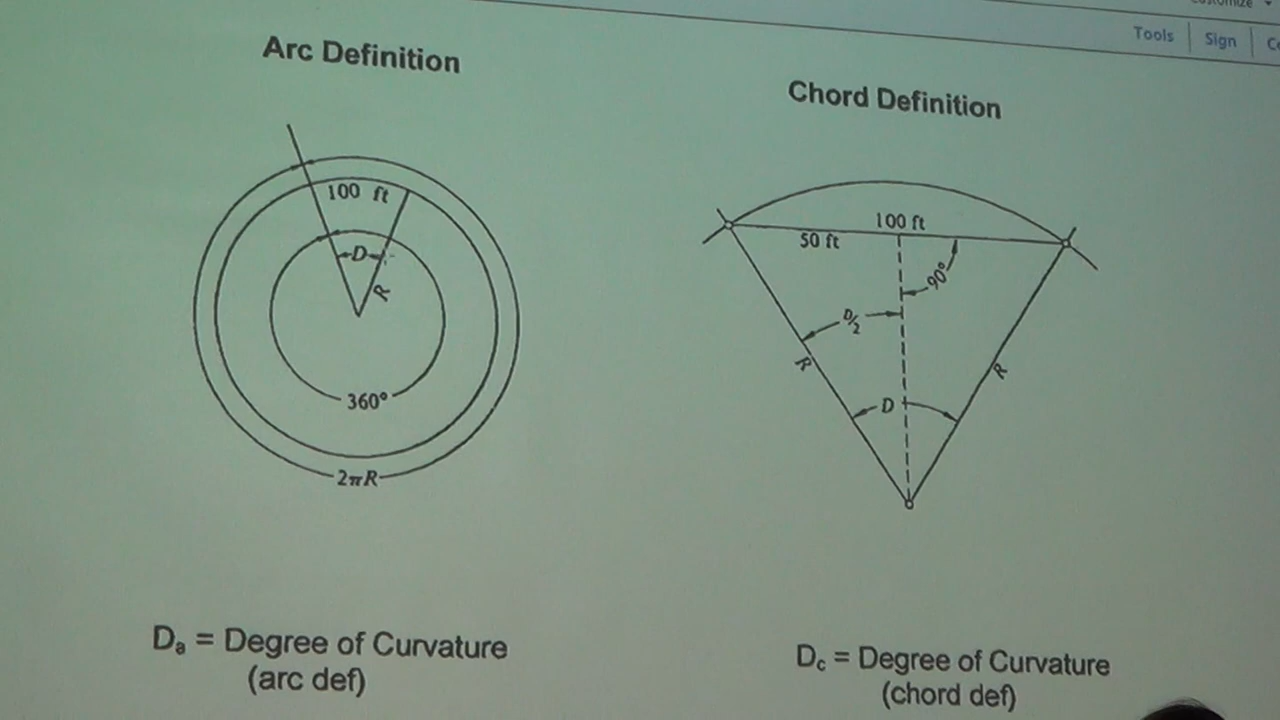 Tools
Sign
Arc Definition
Chord Definition
100 ft
D
R
360°
2πR
100 ft
50 ft
90°
D/2
R
R
D
Dₐ = Degree of Curvature
(arc def)
D꜀ = Degree of Curvature
(chord def)